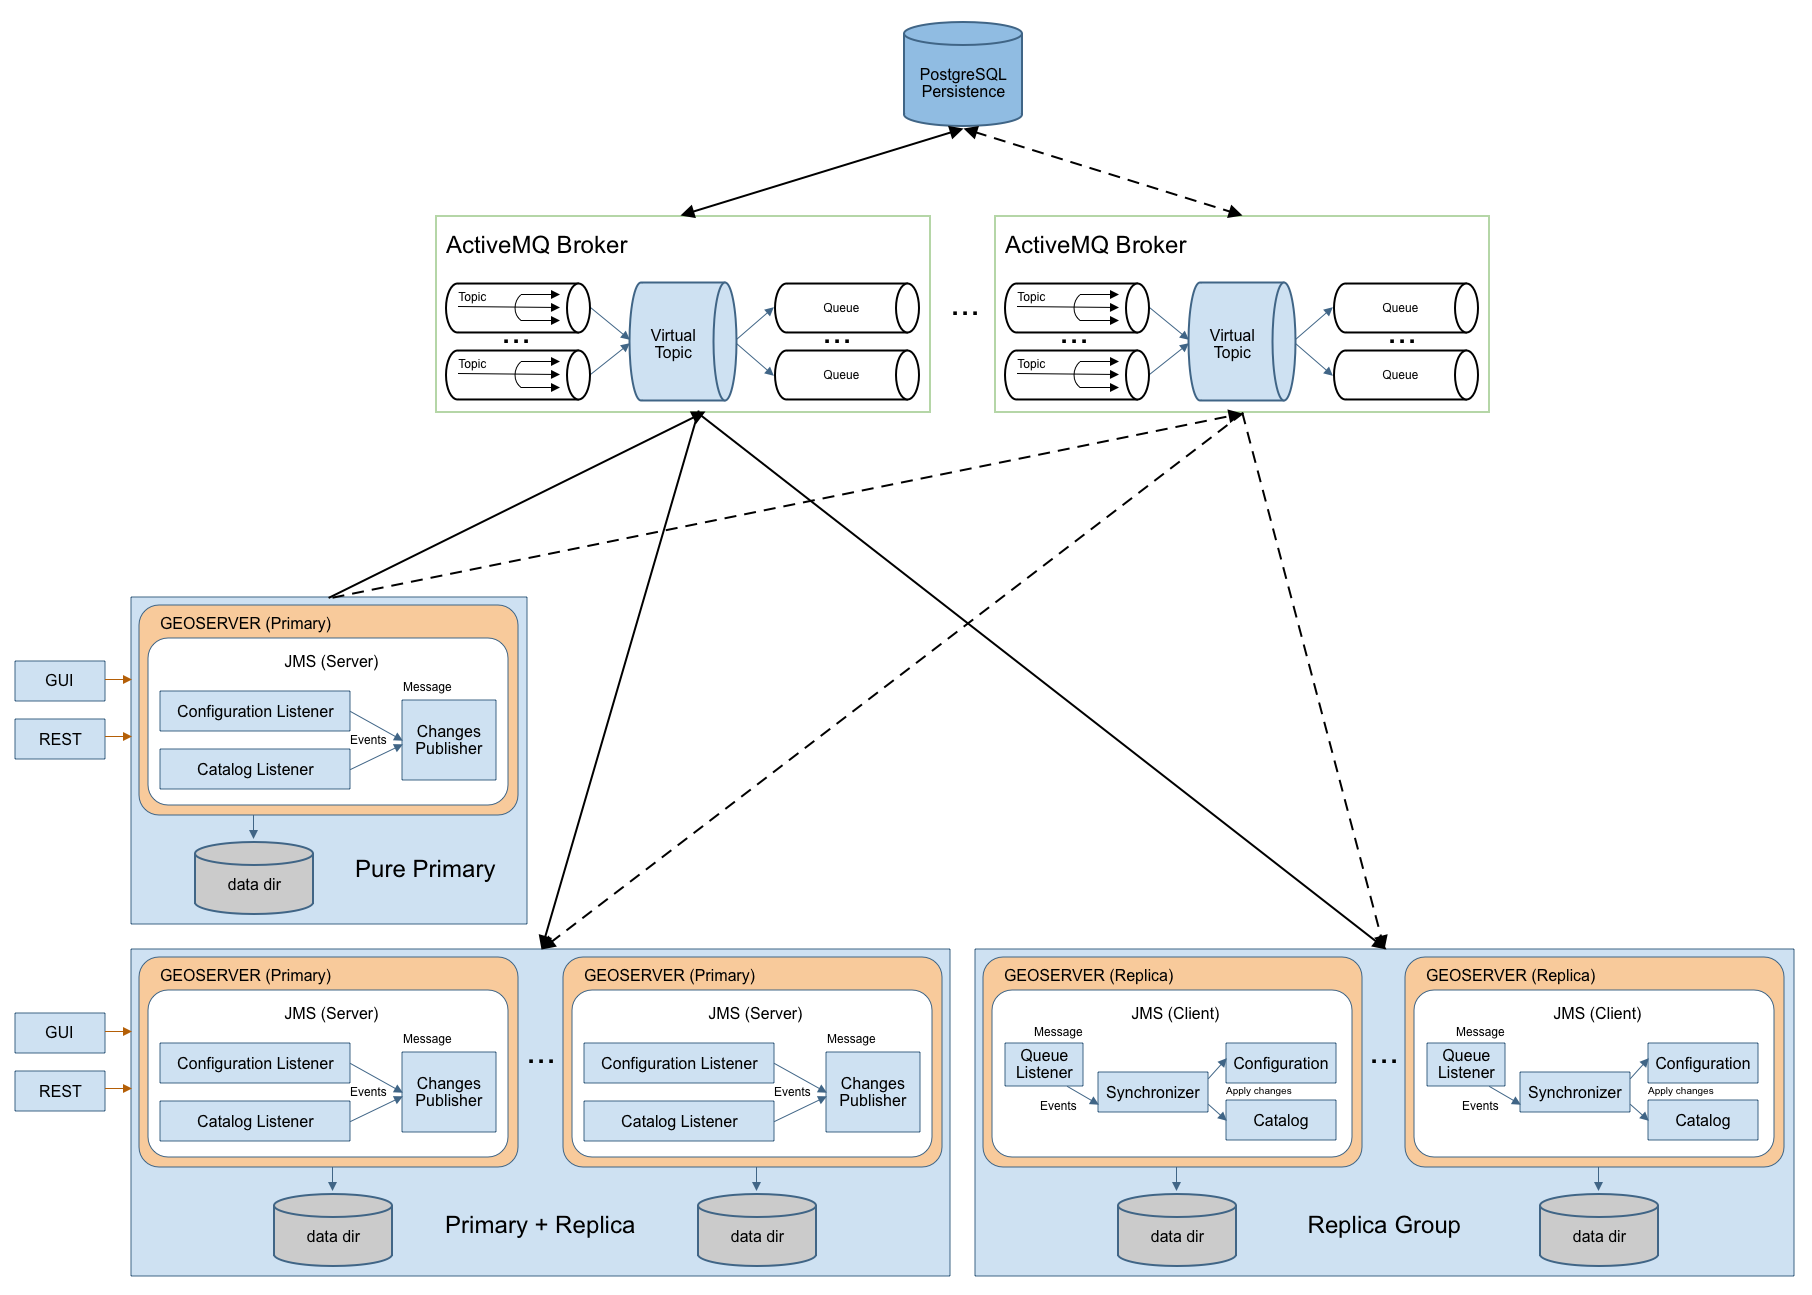 PostgreSQL
Persistence
ActiveMQ Broker
Topic
...
Topic
Virtual
Topic
Queue
...
Queue
...
ActiveMQ Broker
Topic
...
Topic
Virtual
Topic
Queue
...
Queue
GUI
REST
GEOSERVER (Primary)
JMS (Server)
Configuration Listener
Catalog Listener
Events
Message
Changes
Publisher
data dir
Pure Primary
GUI
REST
GEOSERVER (Primary)
JMS (Server)
Configuration Listener
Catalog Listener
Events
Message
Changes
Publisher
data dir
...
GEOSERVER (Primary)
JMS (Server)
Configuration Listener
Catalog Listener
Events
Message
Changes
Publisher
data dir
Primary + Replica
GEOSERVER (Replica)
JMS (Client)
Message
Queue
Listener
Events
Synchronizer
Configuration
Apply changes
Catalog
data dir
...
GEOSERVER (Replica)
JMS (Client)
Message
Queue
Listener
Events
Synchronizer
Configuration
Apply changes
Catalog
data dir
Replica Group